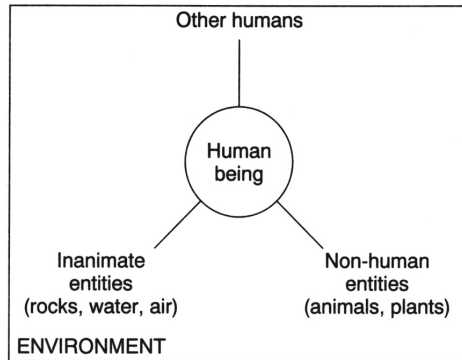 Other humans
Human
being
Inanimate
entities
(rocks, water, air)
Non-human
entities
(animals, plants)
ENVIRONMENT